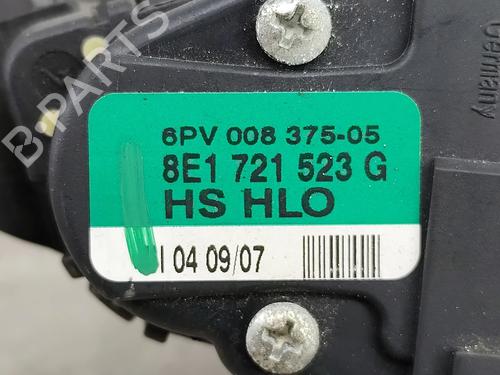 Germany
B-PARTS
6PV 008 375-05
8E1 721 523 G
HS HLO
I 04 09/07